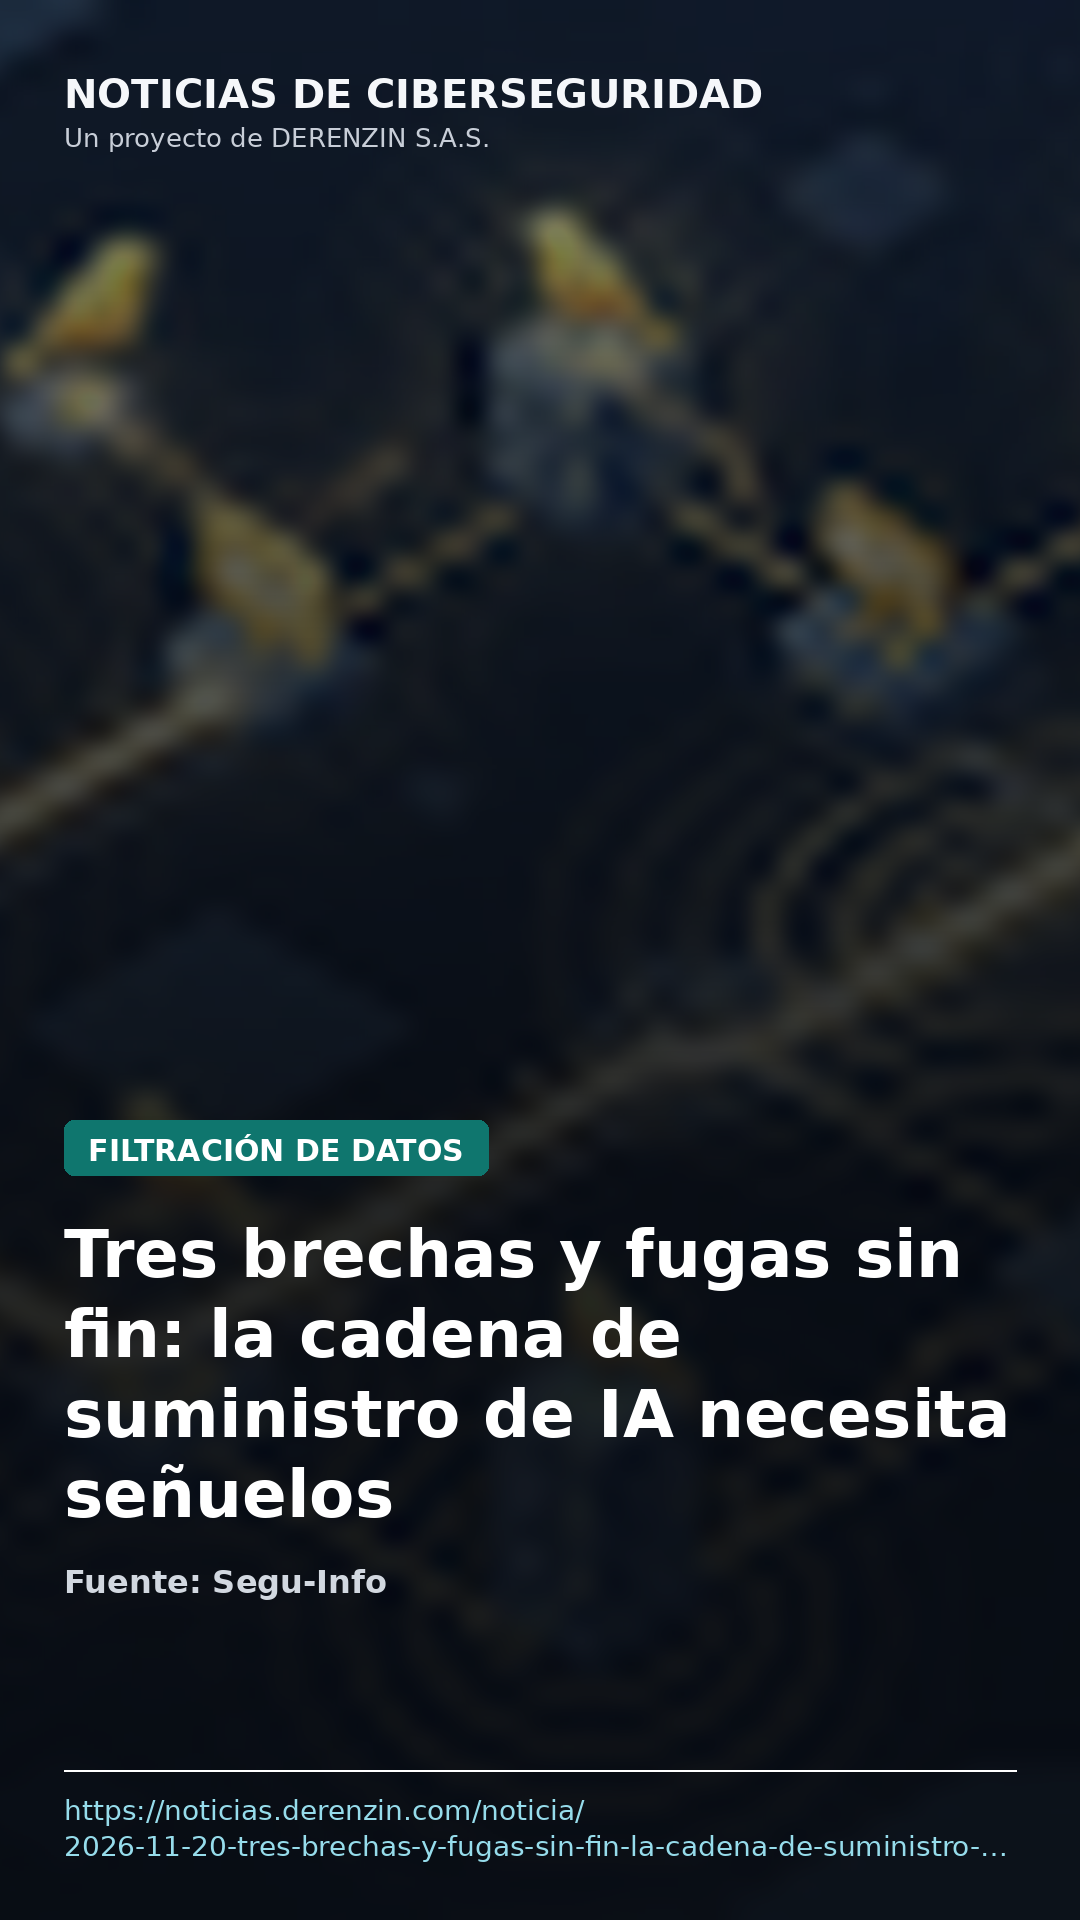 NOTICIAS DE CIBERSEGURIDAD
Un proyecto de DERENZIN S.A.S.
FILTRACIÓN DE DATOS
Tres brechas y fugas sin
fin: la cadena de
suministro de IA necesita
señuelos
Fuente: Segu-Info
https://noticias.derenzin.com/noticia/
2026-11-20-tres-brechas-y-fugas-sin-fin-la-cadena-de-suministro-…